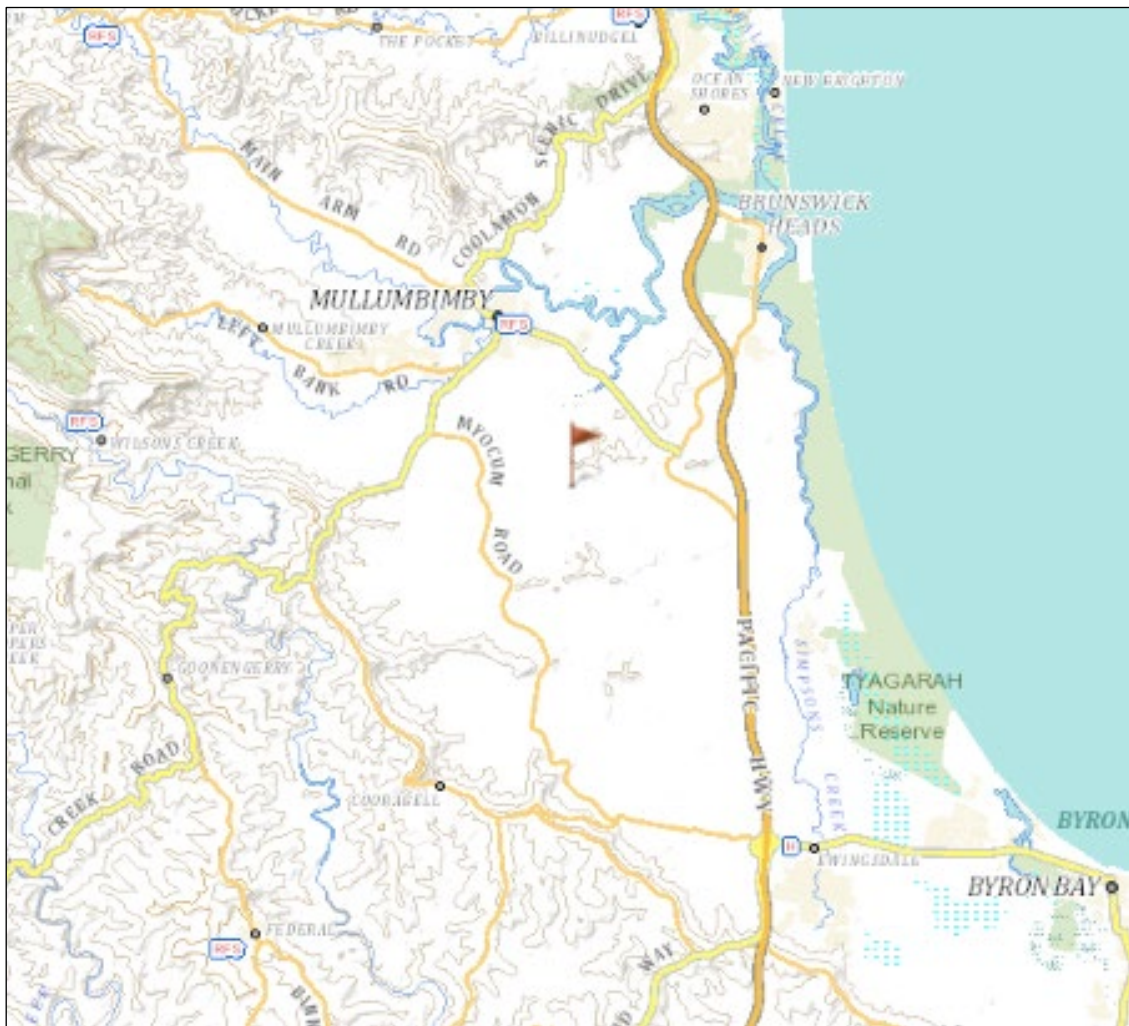 RFS
RD
THE POCKET
RFS
BILLINUDGEL
OCEAN
SHORES
NEW BRIGHTON
SCENIC DRIVE
COOLAMON
MAIN ARM RD
BRUNSWICK
HEADS
MULLUMBIMBY
RFS
MULLUMBIMBY
CREEK
LEFT BANK RD
RFS
WILSONS CREEK
GERRY
MYOCUM ROAD
GOONENGERRY
PACIFIC HWY
SIMPSONS CREEK
TYAGARAH
Nature
Reserve
COORABELL
CREEK ROAD
H
EWINGSDALE
BYRON
BYRON BAY
RFS
FEDERAL
WAY